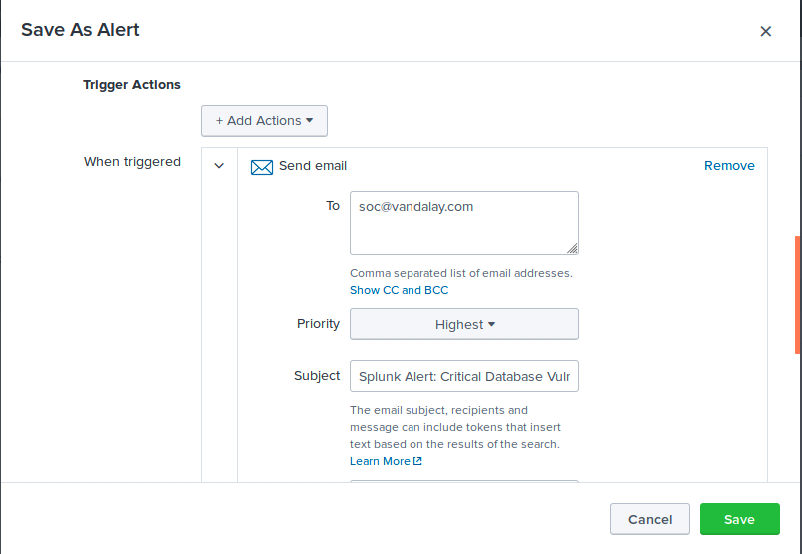 Save As Alert
Trigger Actions
+ Add Actions
When triggered
Send email
Remove
To
soc@vandalay.com
Comma separated list of email addresses.
Show CC and BCC
Priority
Highest
Subject
Splunk Alert: Critical Database Vulr
The email subject, recipients and
message can include tokens that insert
text based on the results of the search.
Learn More
Cancel
Save